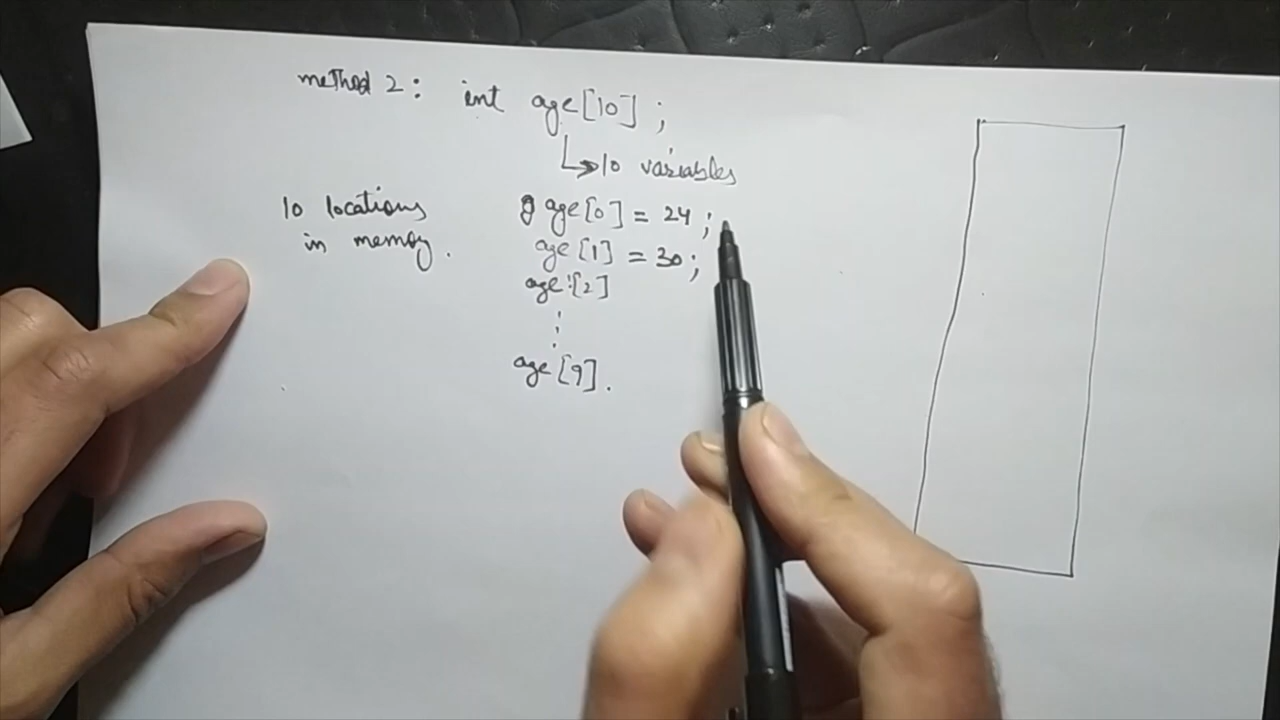 method 2: int age[10];
↳10 variables
10 locations
in memory.
age[0] = 24;
age[1] = 30;
age:[2]
⋮
age[9].